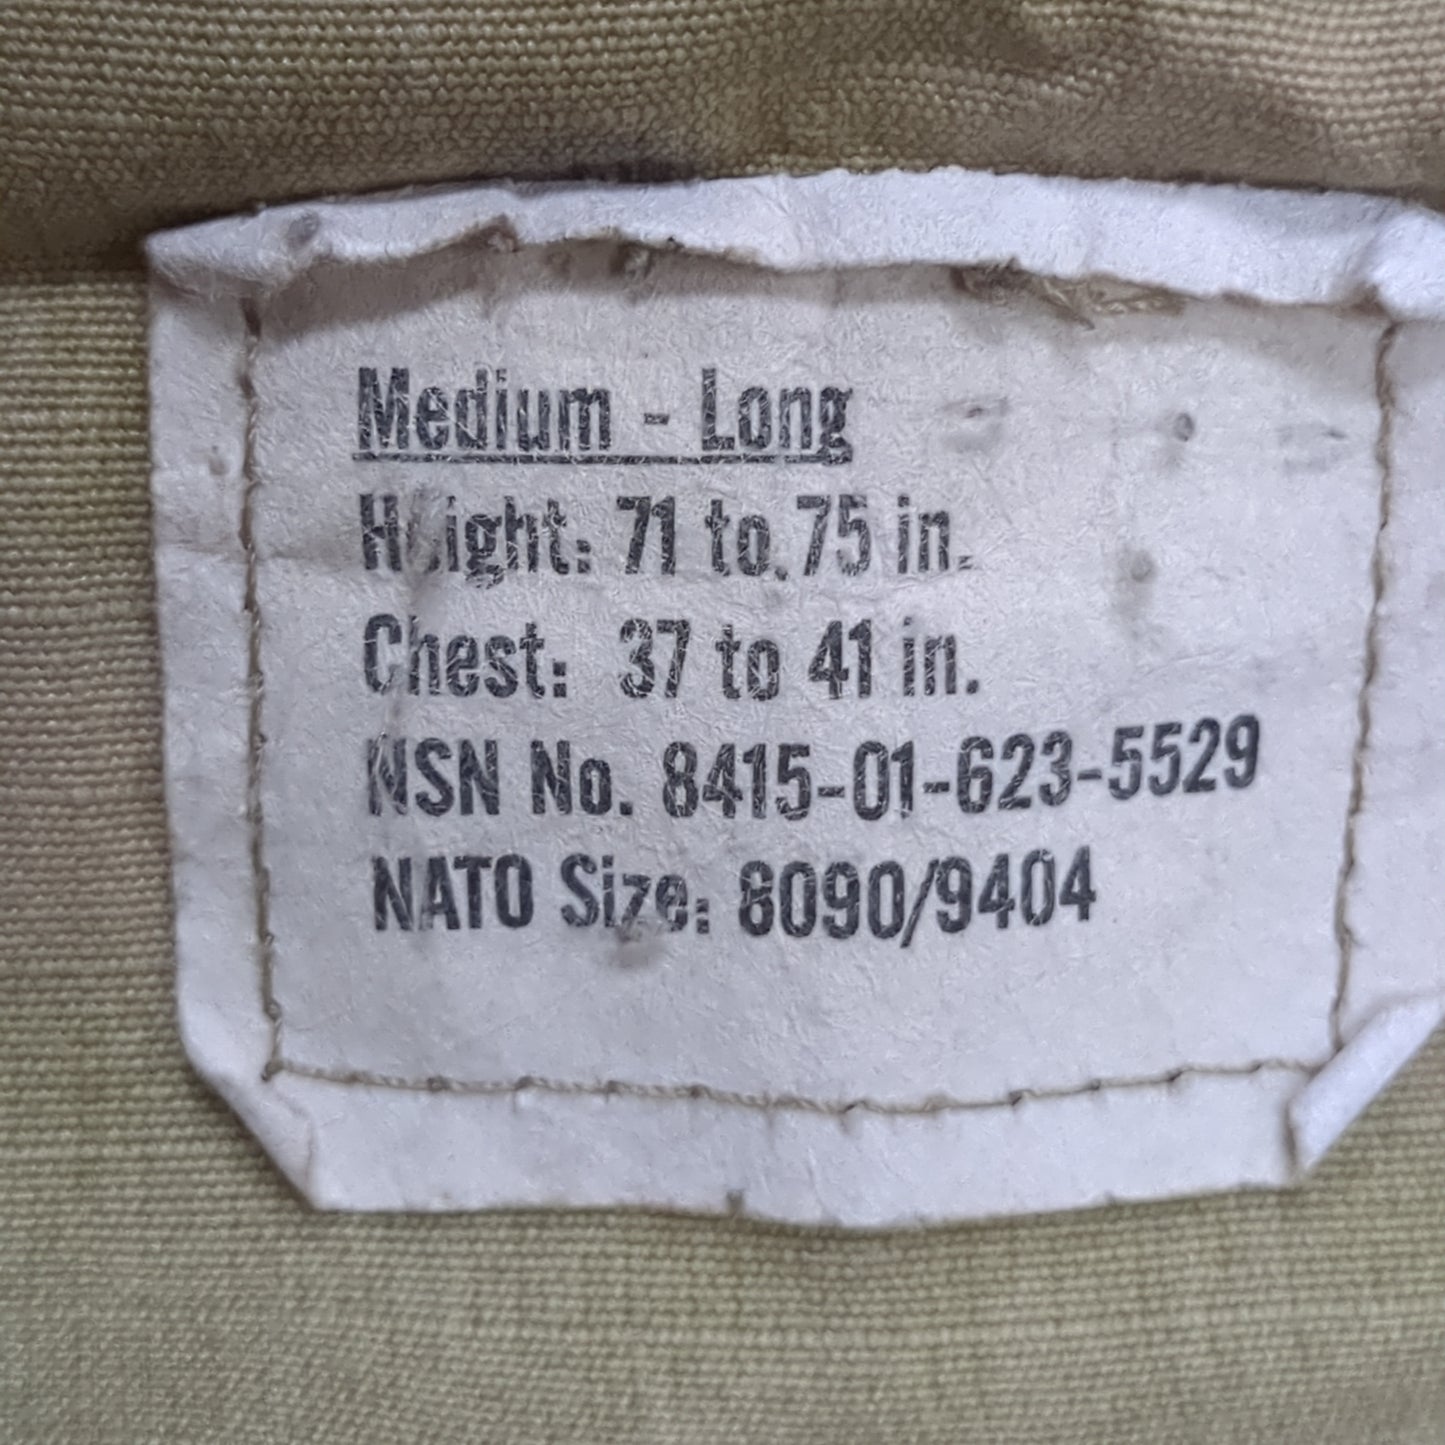 Medium - Long
Height: 71 to 75 in.
Chest: 37 to 41 in.
NSN No. 8415-01-623-5529
NATO Size: 8090/9404